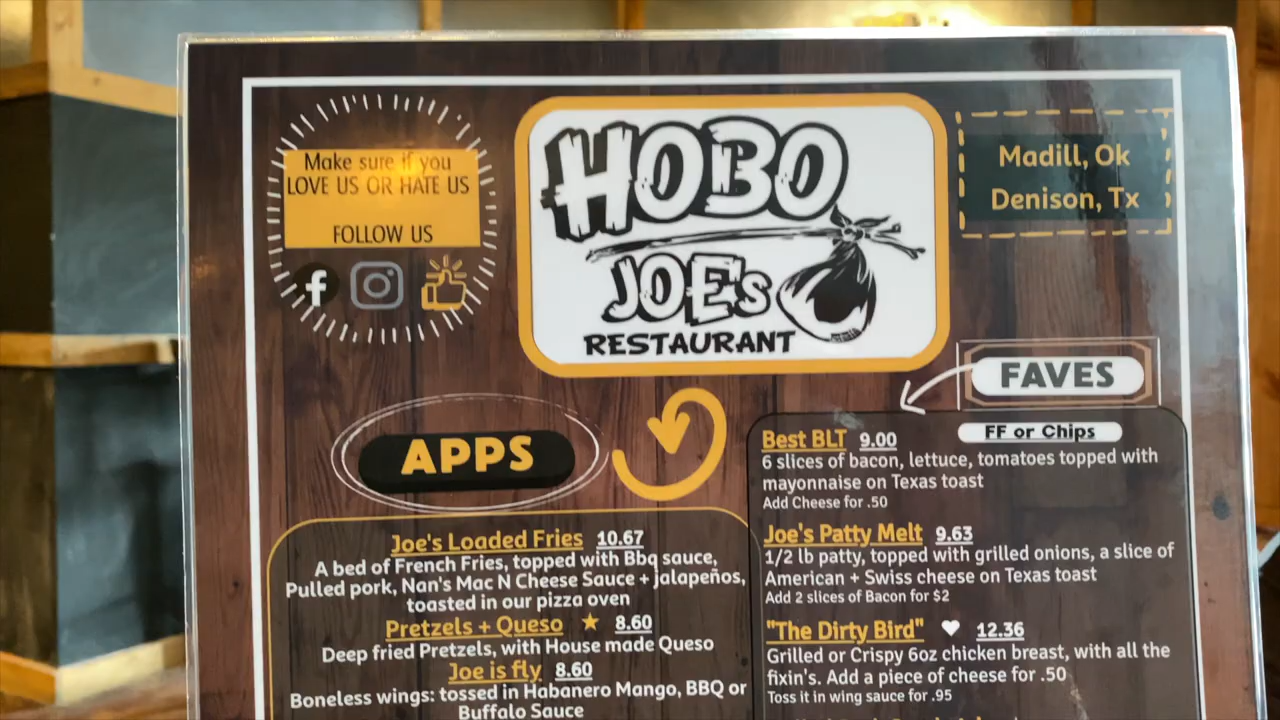 Make sure if you
LOVE US OR HATE US
FOLLOW US
HOBO
JOE's
RESTAURANT
Madill, Ok
Denison, Tx
APPS
Joe's Loaded Fries 10.67
A bed of French Fries, topped with Bbq sauce,
Pulled pork, Nan's Mac N Cheese Sauce + jalapeños,
toasted in our pizza oven
Pretzels + Queso 8.60
Deep fried Pretzels, with House made Queso
Joe is fly 8.60
Boneless wings: tossed in Habanero Mango, BBQ or
Buffalo Sauce
FAVES
Best BLT 9.00 FF or Chips
6 slices of bacon, lettuce, tomatoes topped with
mayonnaise on Texas toast
Add Cheese for .50
Joe's Patty Melt 9.63
1/2 lb patty, topped with grilled onions, a slice of
American + Swiss cheese on Texas toast
Add 2 slices of Bacon for $2
"The Dirty Bird" 12.36
Grilled or Crispy 6oz chicken breast, with all the
fixin's. Add a piece of cheese for .50
Toss it in wing sauce for .95